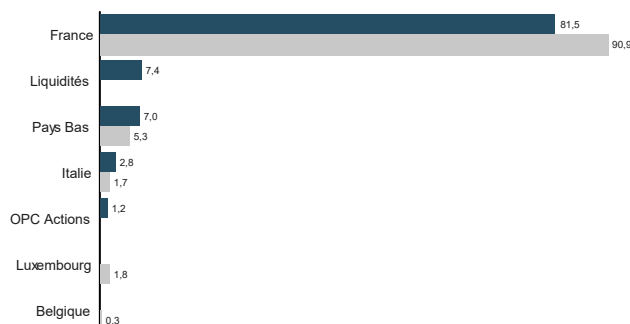 France
81,5
90,9
Liquidités
7,4
Pays Bas
7,0
5,3
Italie
2,8
1,7
OPC Actions
1,2
Luxembourg
1,8
Belgique
0,3